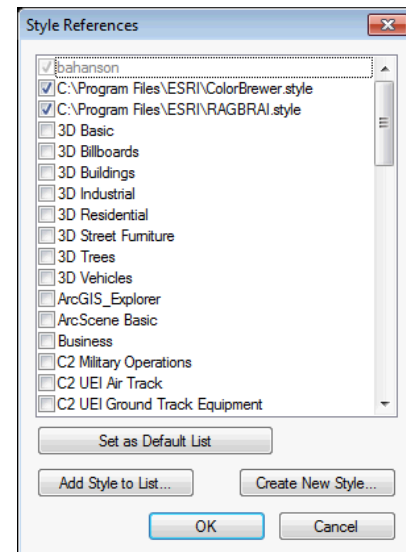 Style References
bahanson
C:\Program Files\ESRI\ColorBrewer.style
C:\Program Files\ESRI\RAGBRAI.style
3D Basic
3D Billboards
3D Buildings
3D Industrial
3D Residential
3D Street Furniture
3D Trees
3D Vehicles
ArcGIS_Explorer
ArcScene Basic
Business
C2 Military Operations
C2 UEI Air Track
C2 UEI Ground Track Equipment
Set as Default List
Add Style to List... Create New Style...
OK Cancel